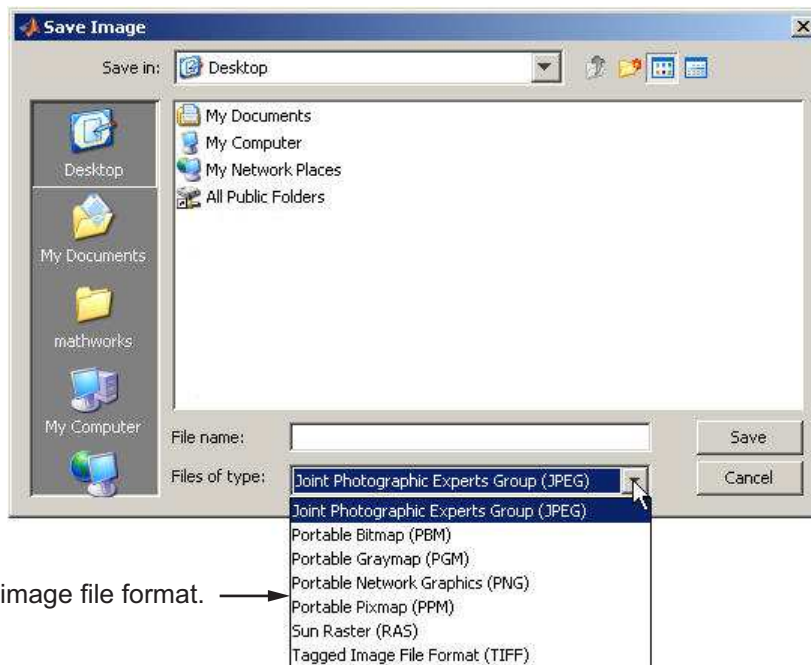 Save Image
Save in:
Desktop
Desktop
My Documents
mathworks
My Computer
My Documents
My Computer
My Network Places
All Public Folders
File name:
Save
Files of type:
Joint Photographic Experts Group (JPEG)
Cancel
Joint Photographic Experts Group (JPEG)
Portable Bitmap (PBM)
Portable Graymap (PGM)
Portable Network Graphics (PNG)
Portable Pixmap (PPM)
Sun Raster (RAS)
Tagged Image File Format (TIFF)
image file format.